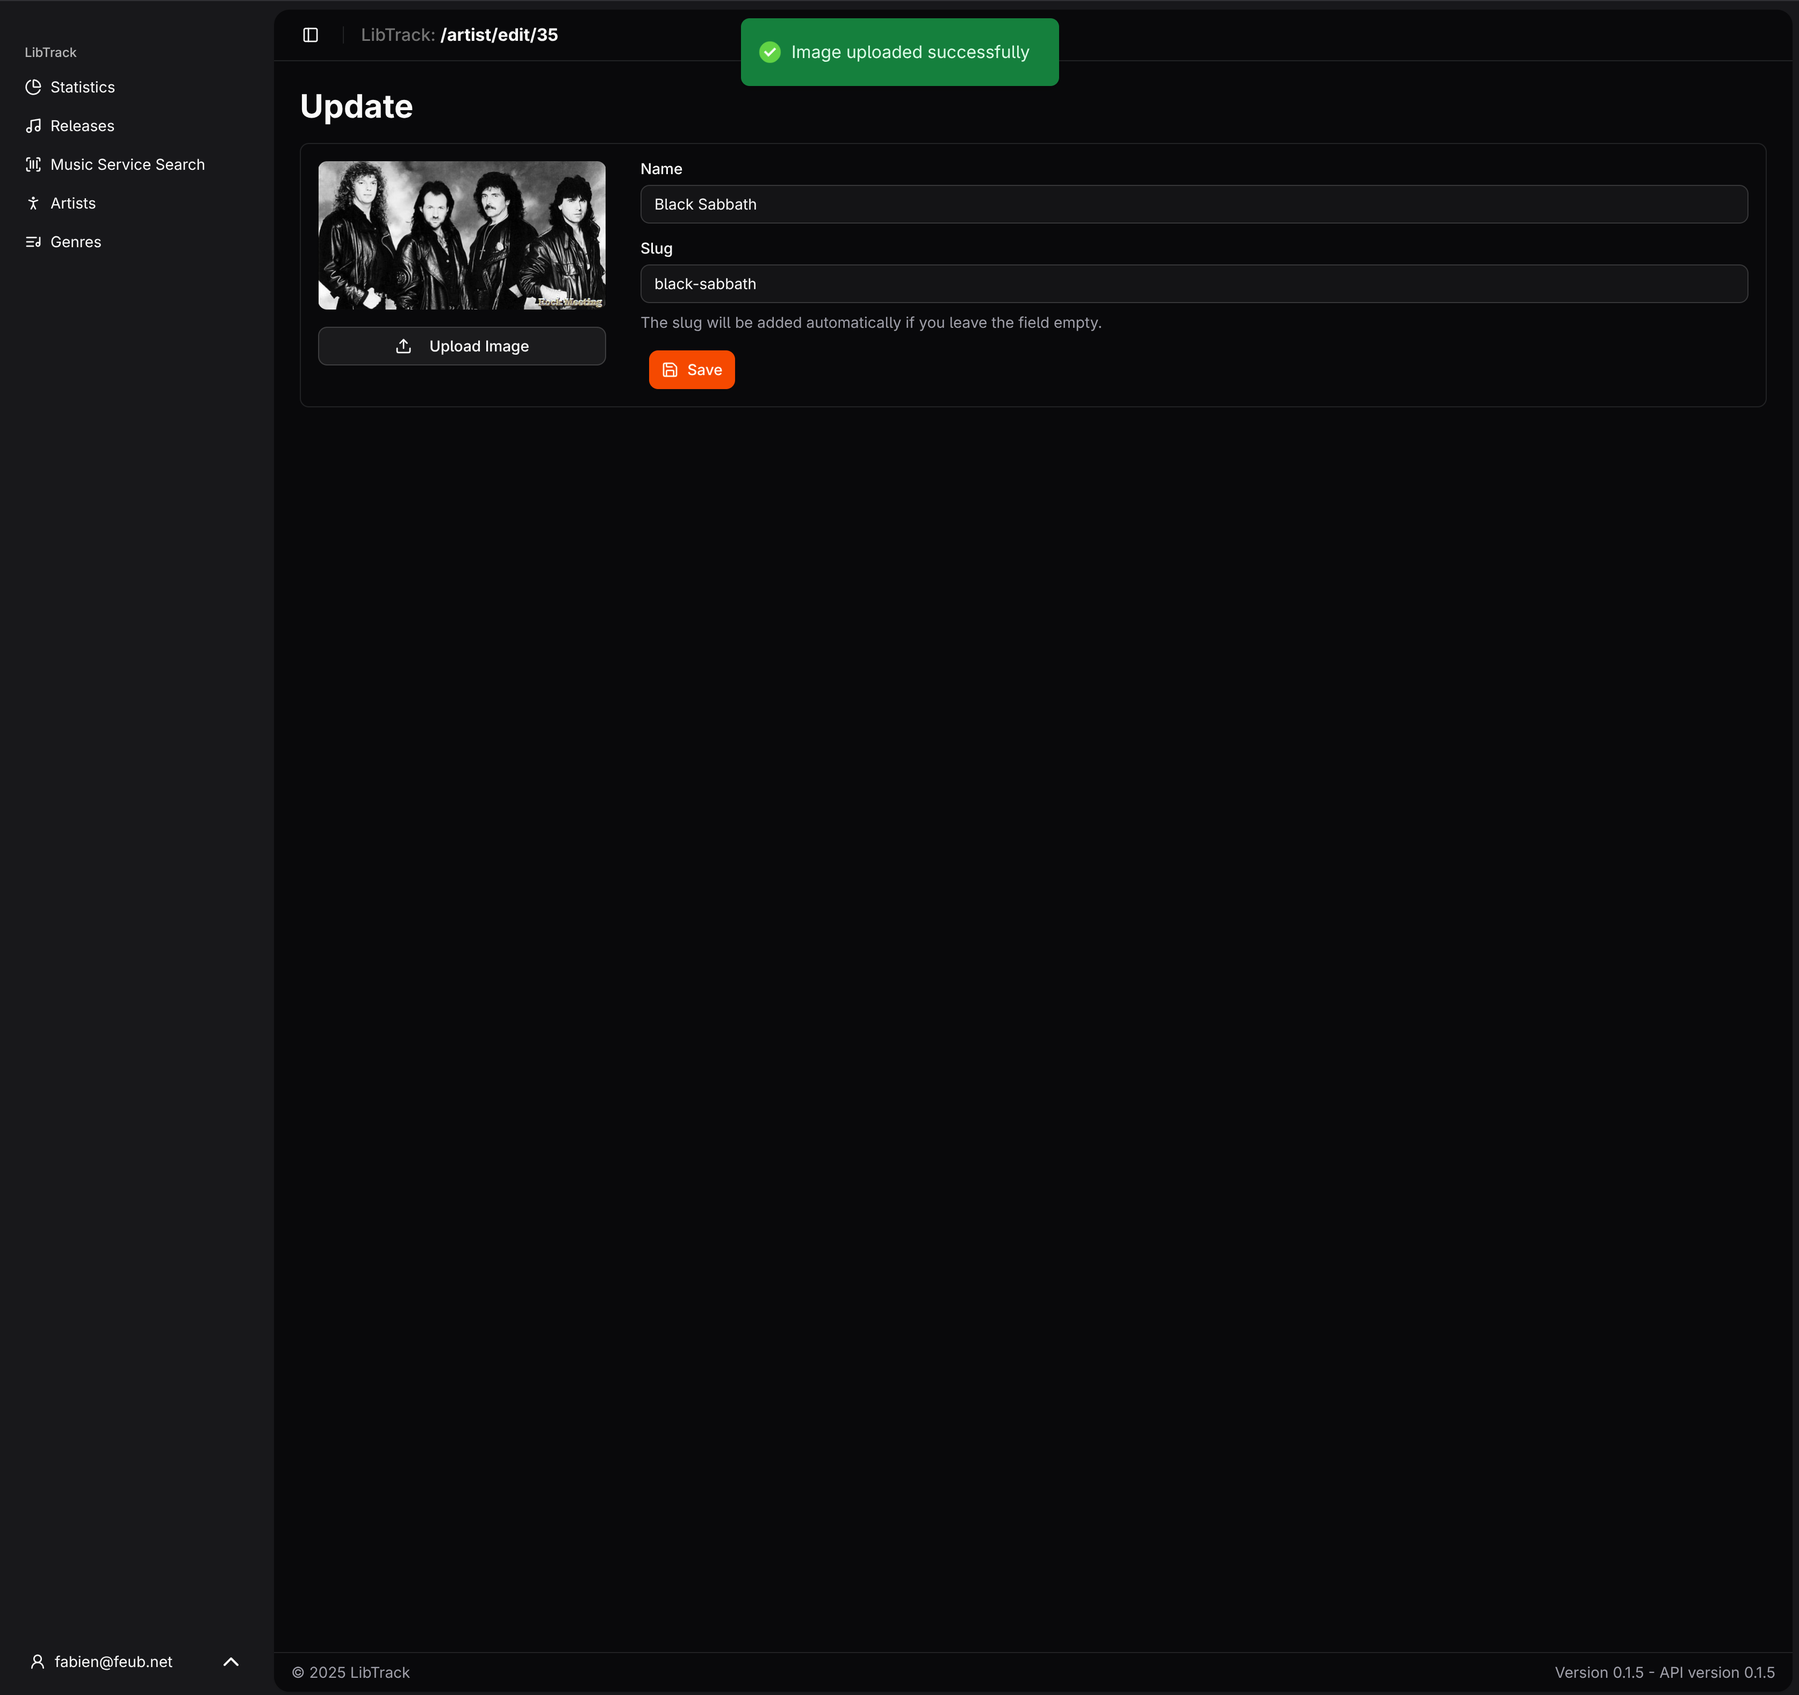 LibTrack
Statistics
Releases
Music Service Search
Artists
Genres
fabien@feub.net
LibTrack: /artist/edit/35
Image uploaded successfully
Update
Rock Meeting
Upload Image
Name
Black Sabbath
Slug
black-sabbath
The slug will be added automatically if you leave the field empty.
Save
© 2025 LibTrack
Version 0.1.5 - API version 0.1.5